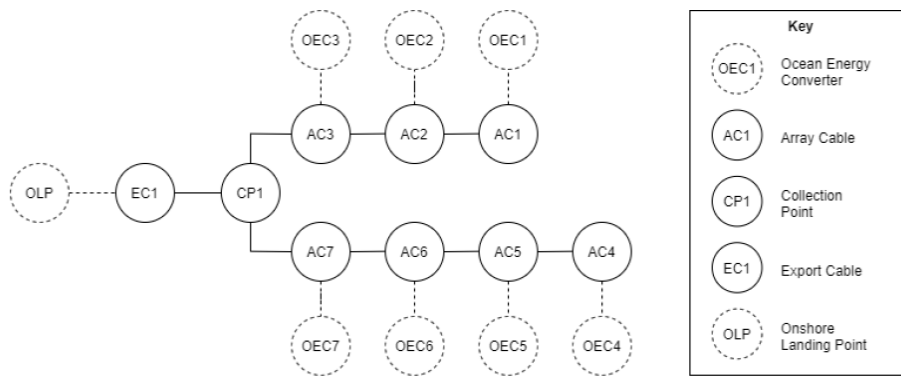 OEC3
OEC2
OEC1
AC3
AC2
AC1
OLP
EC1
CP1
AC7
AC6
AC5
AC4
OEC7
OEC6
OEC5
OEC4
Key
OEC1
Ocean Energy
Converter
AC1
Array Cable
CP1
Collection
Point
EC1
Export Cable
OLP
Onshore
Landing Point